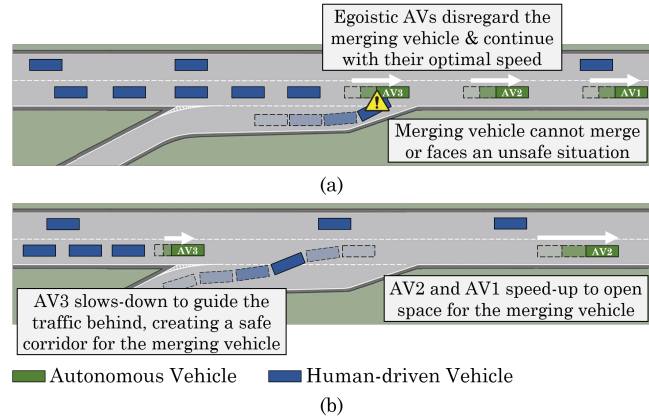 Egoistic AVs disregard the
merging vehicle & continue
with their optimal speed
AV3
AV2
AV1
!
Merging vehicle cannot merge
or faces an unsafe situation
(a)
AV3
AV2
AV3 slows-down to guide the
traffic behind, creating a safe
corridor for the merging vehicle
AV2 and AV1 speed-up to open
space for the merging vehicle
Autonomous Vehicle
Human-driven Vehicle
(b)